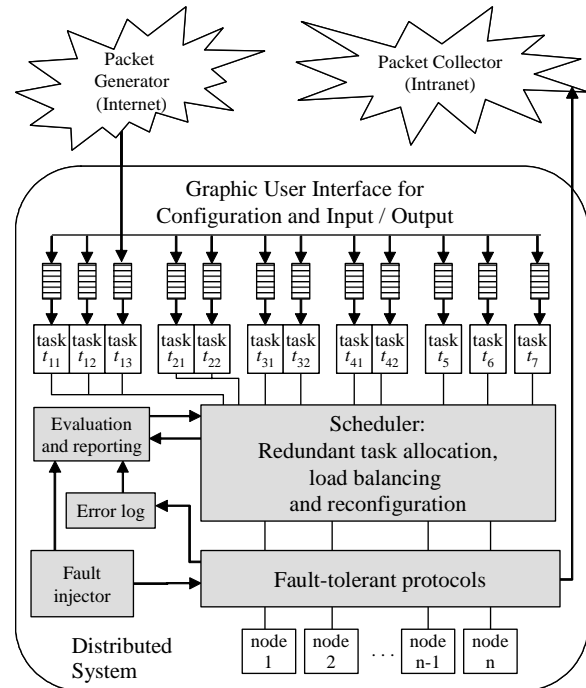 Packet
Generator
(Internet)
Packet Collector
(Intranet)
Graphic User Interface for
Configuration and Input / Output
task
t11
task
t12
task
t13
task
t21
task
t22
task
t31
task
t32
task
t41
task
t42
task
t5
task
t6
task
t7
Evaluation
and reporting
Scheduler:
Redundant task allocation,
load balancing
and reconfiguration
Error log
Fault
injector
Fault-tolerant protocols
Distributed
System
node
1
node
2
. . .
node
n-1
node
n